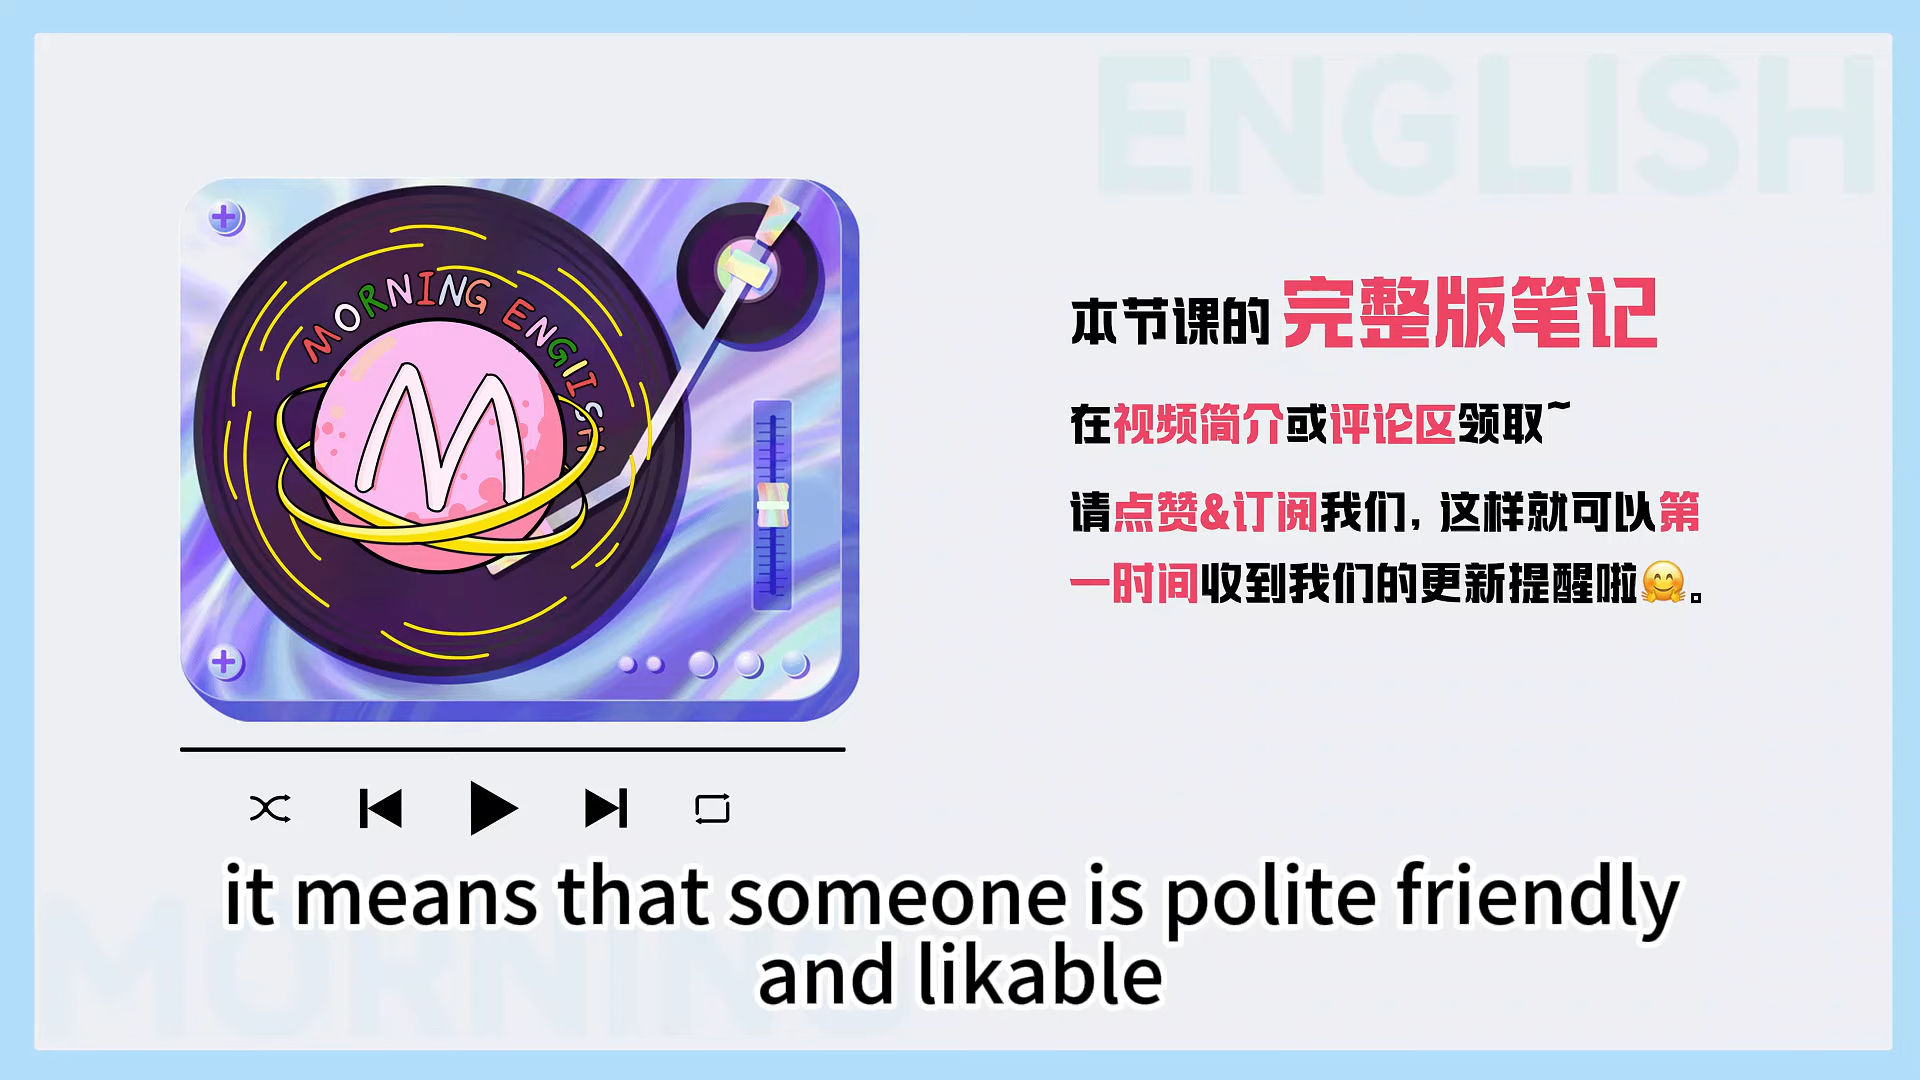 ENGLISH
MORNING ENGLISH
M
本节课的完整版笔记
在视频简介或评论区领取~
请点赞&订阅我们，这样就可以第
一时间收到我们的更新提醒啦🤗。
MORNING
it means that someone is polite friendly
and likable